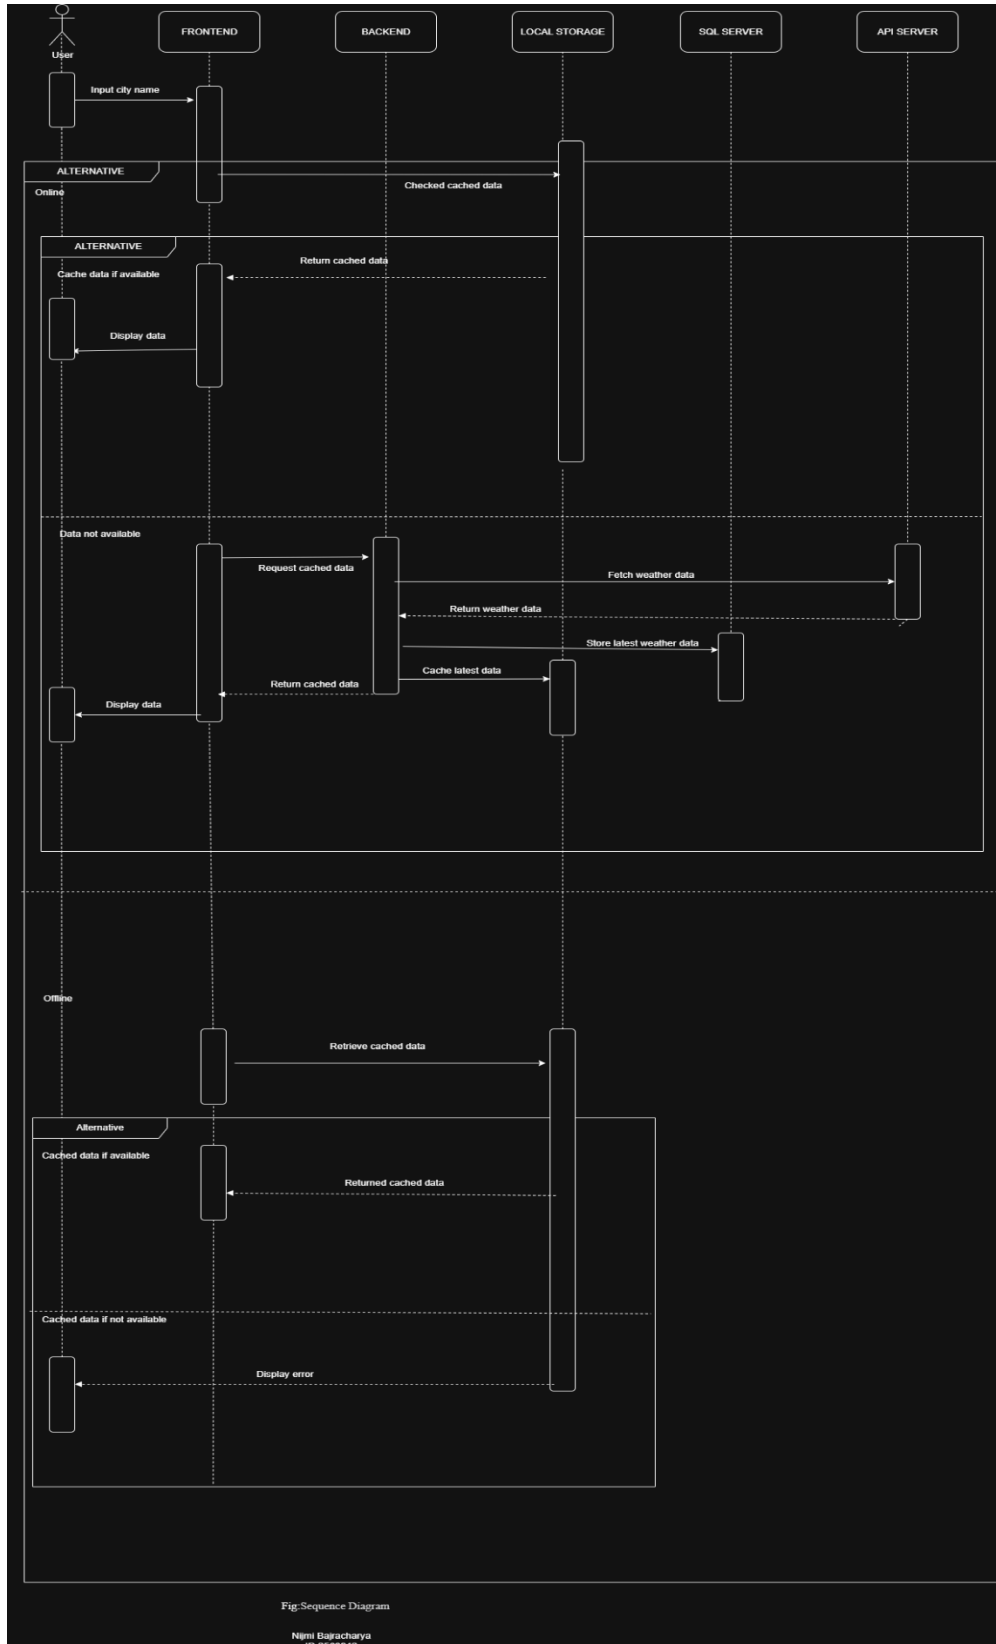 FRONTEND
BACKEND
LOCAL STORAGE
SQL SERVER
API SERVER
User
Input city name
ALTERNATIVE
Checked cached data
Online
ALTERNATIVE
Return cached data
Cache data if available
Display data
Data not available
Request cached data
Fetch weather data
Return weather data
Store latest weather data
Cache latest data
Return cached data
Display data
Offline
Retrieve cached data
Alternative
Cached data if available
Returned cached data
Cached data if not available
Display error
Fig:Sequence Diagram
Nijmi Bajracharya